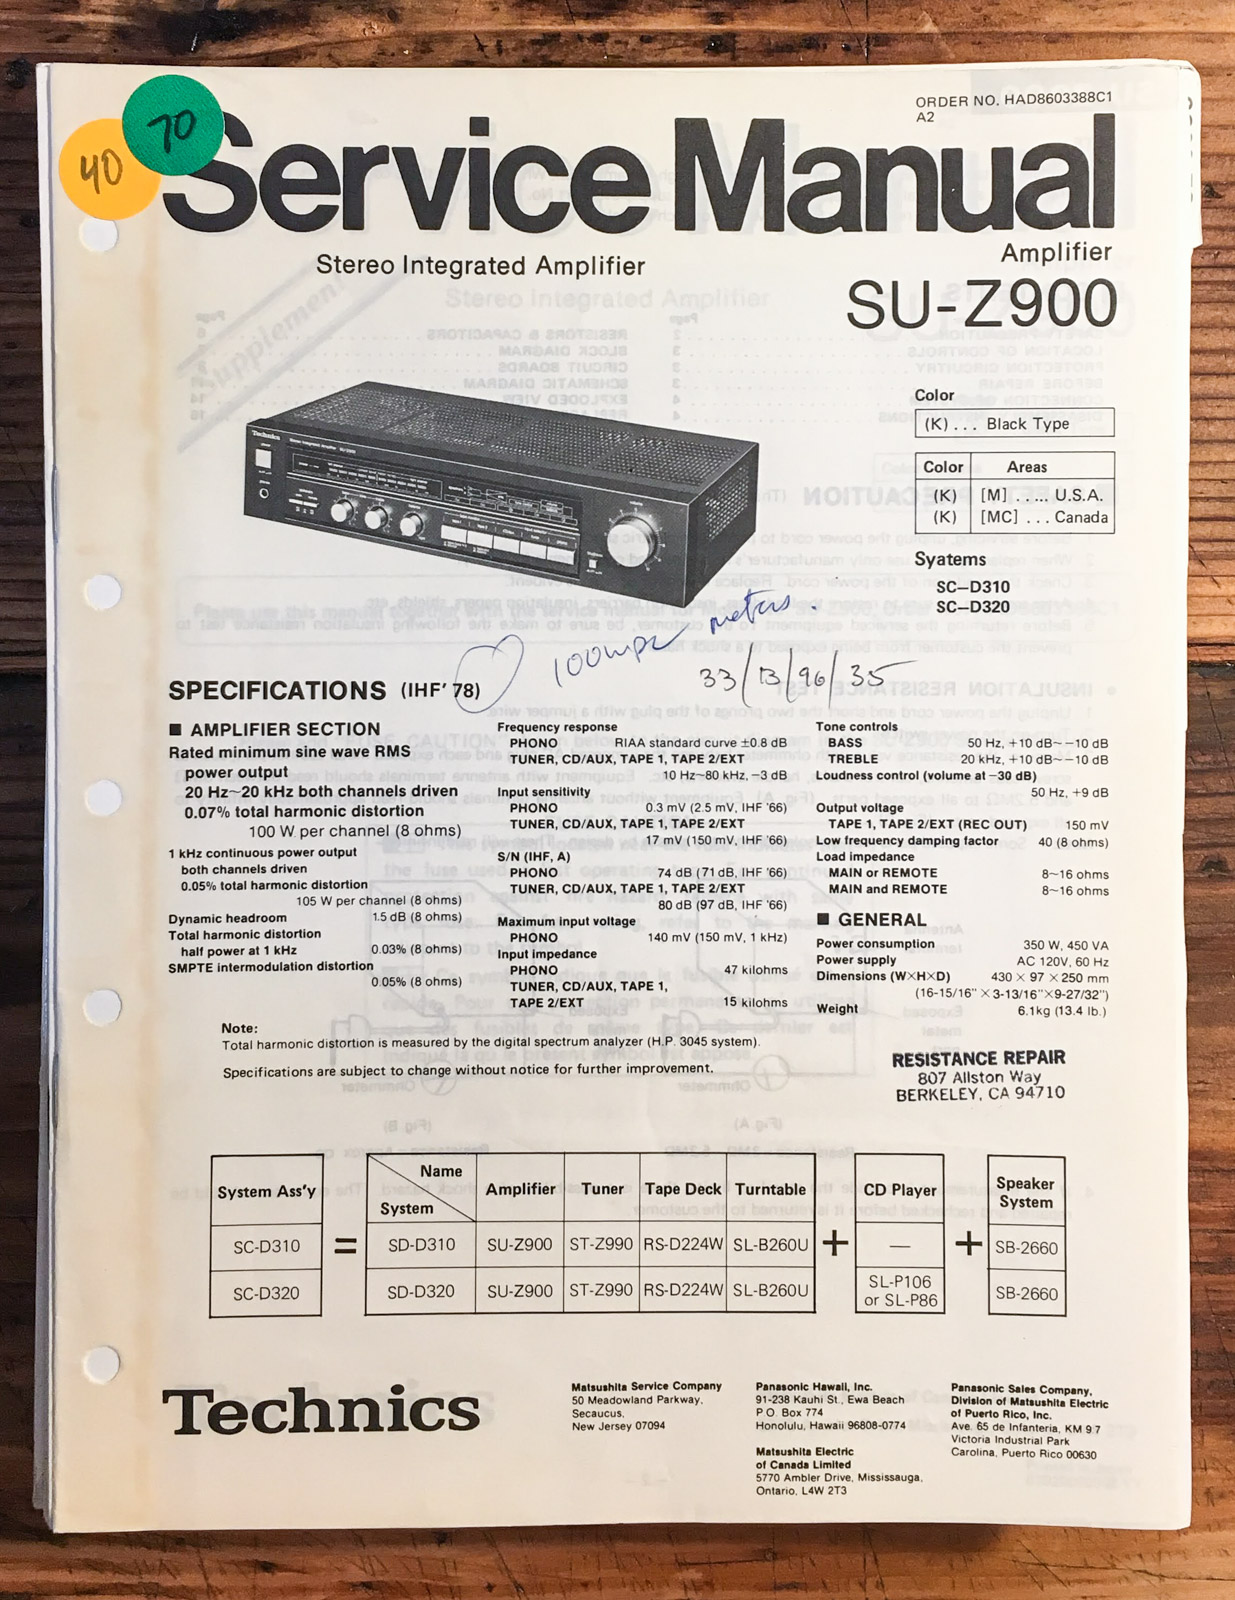 ORDER NO. HAD8603388C1
A2
70
40
Service Manual
Amplifier
Stereo Integrated Amplifier
SU-Z900
Supplement
Color
(K) . . . Black Type
Color Areas
(K) [M] . . . . . U.S.A.
(K) [MC] . . . Canada
Syatems
SC–D310
SC–D320
Technics
100wpc meters.
33/13/96/35
SPECIFICATIONS (IHF'78)
■ AMPLIFIER SECTION
Rated minimum sine wave RMS
power output
20 Hz~20 kHz both channels driven
0.07% total harmonic distortion
100 W per channel (8 ohms)
1 kHz continuous power output
both channels driven
0.05% total harmonic distortion
105 W per channel (8 ohms)
Dynamic headroom 1.5 dB (8 ohms)
Total harmonic distortion
half power at 1 kHz 0.03% (8 ohms)
SMPTE intermodulation distortion
0.05% (8 ohms)
Frequency response
PHONO RIAA standard curve ±0.8 dB
TUNER, CD/AUX, TAPE 1, TAPE 2/EXT
10 Hz~80 kHz, −3 dB
Input sensitivity
PHONO 0.3 mV (2.5 mV, IHF '66)
TUNER, CD/AUX, TAPE 1, TAPE 2/EXT
17 mV (150 mV, IHF '66)
S/N (IHF, A)
PHONO 74 dB (71 dB, IHF '66)
TUNER, CD/AUX, TAPE 1, TAPE 2/EXT
80 dB (97 dB, IHF '66)
Maximum input voltage
PHONO 140 mV (150 mV, 1 kHz)
Input impedance
PHONO 47 kilohms
TUNER, CD/AUX, TAPE 1,
TAPE 2/EXT 15 kilohms
Tone controls
BASS 50 Hz, +10 dB~−10 dB
TREBLE 20 kHz, +10 dB~−10 dB
Loudness control (volume at −30 dB)
50 Hz, +9 dB
Output voltage
TAPE 1, TAPE 2/EXT (REC OUT) 150 mV
Low frequency damping factor 40 (8 ohms)
Load impedance
MAIN or REMOTE 8~16 ohms
MAIN and REMOTE 8~16 ohms
■ GENERAL
Power consumption 350 W, 450 VA
Power supply AC 120V, 60 Hz
Dimensions (W×H×D) 430 × 97 × 250 mm
(16-15/16" × 3-13/16" × 9-27/32")
Weight 6.1kg (13.4 lb.)
Note:
Total harmonic distortion is measured by the digital spectrum analyzer (H.P. 3045 system).
Specifications are subject to change without notice for further improvement.
RESISTANCE REPAIR
807 Allston Way
BERKELEY, CA 94710
System Ass'y Name System Amplifier Tuner Tape Deck Turntable CD Player Speaker System
SC-D310 = SD-D310 SU-Z900 ST-Z990 RS-D224W SL-B260U + — + SB-2660
SC-D320 SD-D320 SU-Z900 ST-Z990 RS-D224W SL-B260U SL-P106 or SL-P86 SB-2660
Technics
Matsushita Service Company
50 Meadowland Parkway,
Secaucus,
New Jersey 07094
Panasonic Hawaii, Inc.
91-238 Kauhi St., Ewa Beach
P.O. Box 774
Honolulu, Hawaii 96808-0774
Matsushita Electric
of Canada Limited
5770 Ambler Drive, Mississauga,
Ontario, L4W 2T3
Panasonic Sales Company,
Division of Matsushita Electric
of Puerto Rico, Inc.
Ave. 65 de Infanteria, KM 9.7
Victoria Industrial Park
Carolina, Puerto Rico 00630